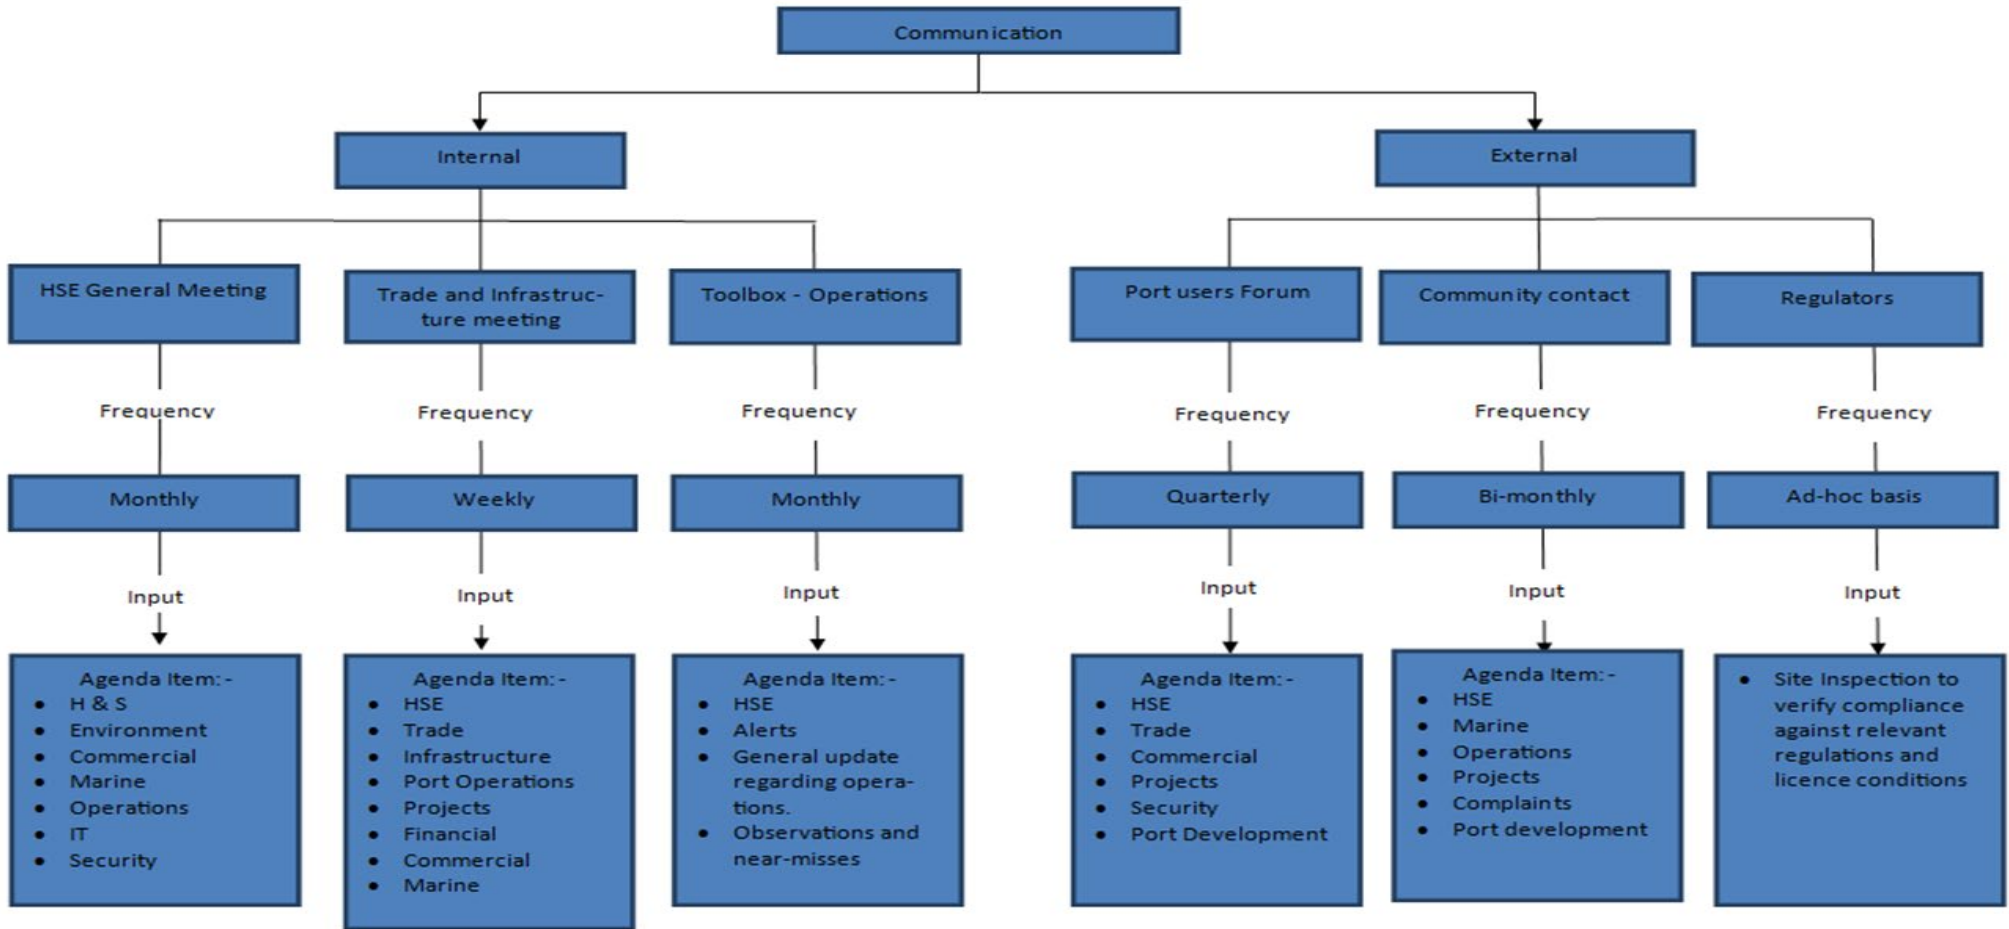 Communication
Internal
External
HSE General Meeting
Trade and Infrastruc-
ture meeting
Toolbox - Operations
Port users Forum
Community contact
Regulators
Frequency
Frequency
Frequency
Frequency
Frequency
Frequency
Monthly
Weekly
Monthly
Quarterly
Bi-monthly
Ad-hoc basis
Input
Input
Input
Input
Input
Input
Agenda Item:-
• H & S
• Environment
• Commercial
• Marine
• Operations
• IT
• Security
Agenda Item:-
• HSE
• Trade
• Infrastructure
• Port Operations
• Projects
• Financial
• Commercial
• Marine
Agenda Item:-
• HSE
• Alerts
• General update
regarding opera-
tions.
• Observations and
near-misses
Agenda Item:-
• HSE
• Trade
• Commercial
• Projects
• Security
• Port Development
Agenda Item:-
• HSE
• Marine
• Operations
• Projects
• Complaints
• Port development
• Site Inspection to
verify compliance
against relevant
regulations and
licence conditions